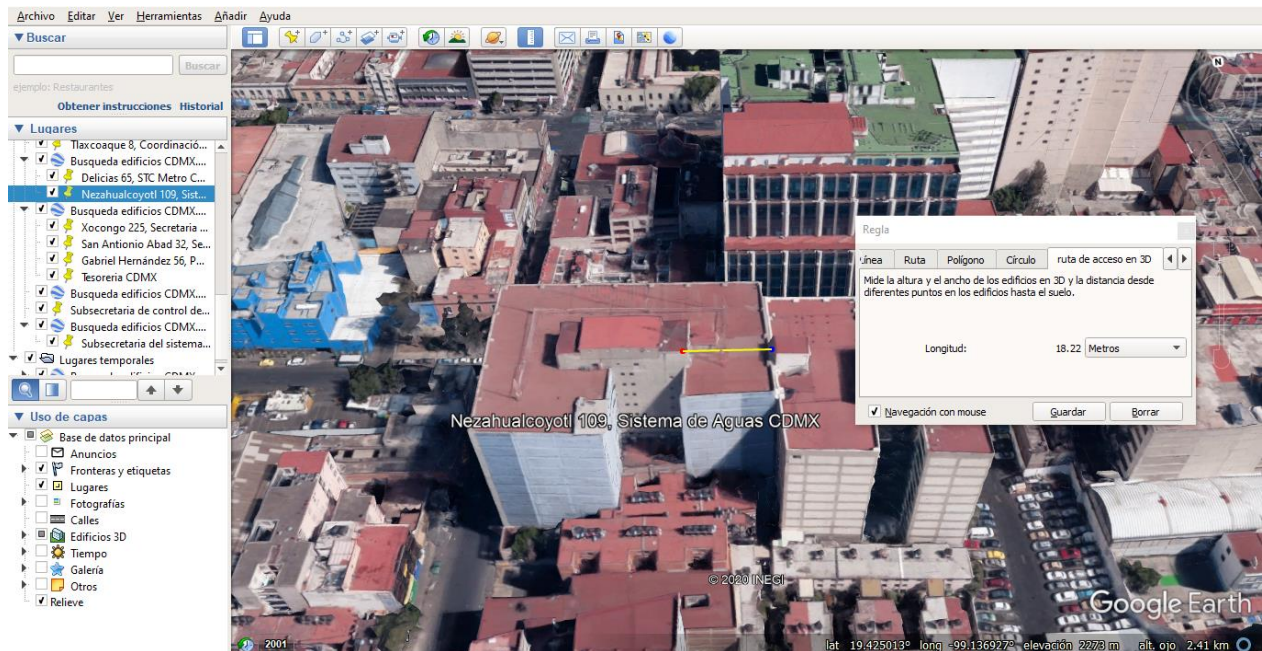 Archivo Editar Ver Herramientas Añadir Ayuda
Buscar
Buscar
ejemplo: Restaurantes
Obtener instrucciones Historial
Lugares
Tlaxcoaque 8, Coordinació...
Busqueda edificios CDMX....
Delicias 65, STC Metro C...
Nezahualcoyotl 109, Sist...
Busqueda edificios CDMX....
Xocongo 225, Secretaria ...
San Antonio Abad 32, Se...
Gabriel Hernández 56, P...
Tesoreria CDMX
Busqueda edificios CDMX....
Subsecretaria de control de...
Busqueda edificios CDMX....
Subsecretaria del sistema...
Lugares temporales
Uso de capas
Base de datos principal
Anuncios
Fronteras y etiquetas
Lugares
Fotografías
Calles
Edificios 3D
Tiempo
Galería
Otros
Relieve
Regla
Línea Ruta Polígono Círculo ruta de acceso en 3D
Mide la altura y el ancho de los edificios en 3D y la distancia desde
diferentes puntos en los edificios hasta el suelo.
Longitud: 18.22 Metros
Navegación con mouse Guardar Borrar
N
Nezahualcoyotl 109, Sistema de Aguas CDMX
© 2020 INEGI
Google Earth
2001
lat 19.425013° long -99.136927° elevación 2273 m alt. ojo 2.41 km